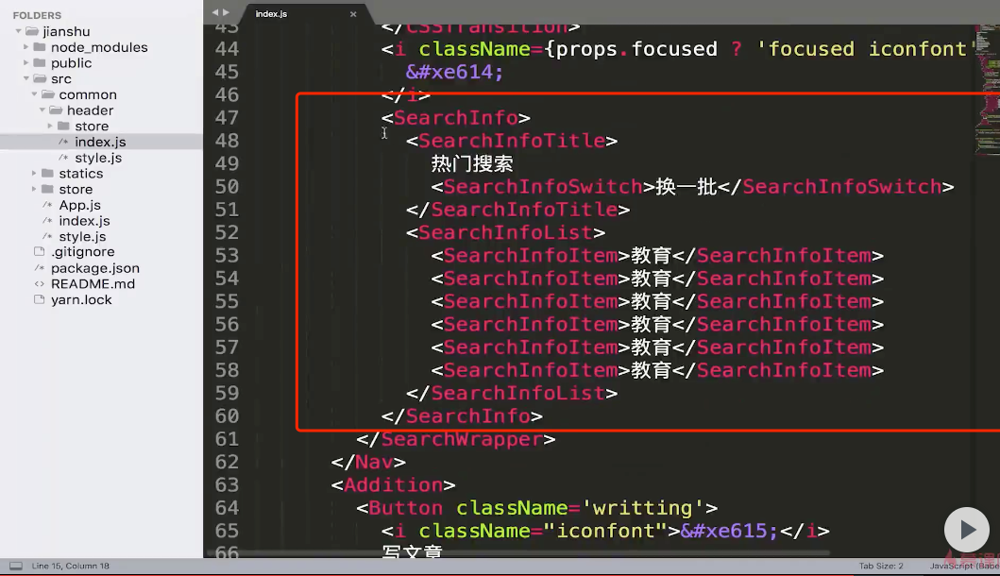 FOLDERS
jianshu
node_modules
public
src
common
header
store
index.js
style.js
statics
store
App.js
index.js
style.js
.gitignore
package.json
README.md
yarn.lock
index.js
43 </CSSTransition>
44 <i className={props.focused ? 'focused iconfont'
45 &#xe614;
46 </i>
47 <SearchInfo>
48 <SearchInfoTitle>
49 热门搜索
50 <SearchInfoSwitch>换一批</SearchInfoSwitch>
51 </SearchInfoTitle>
52 <SearchInfoList>
53 <SearchInfoItem>教育</SearchInfoItem>
54 <SearchInfoItem>教育</SearchInfoItem>
55 <SearchInfoItem>教育</SearchInfoItem>
56 <SearchInfoItem>教育</SearchInfoItem>
57 <SearchInfoItem>教育</SearchInfoItem>
58 <SearchInfoItem>教育</SearchInfoItem>
59 </SearchInfoList>
60 </SearchInfo>
61 </SearchWrapper>
62 </Nav>
63 <Addition>
64 <Button className='writting'>
65 <i className="iconfont">&#xe615;</i>
66 写文章
Line 15, Column 18
Tab Size: 2
JavaScript (Babe